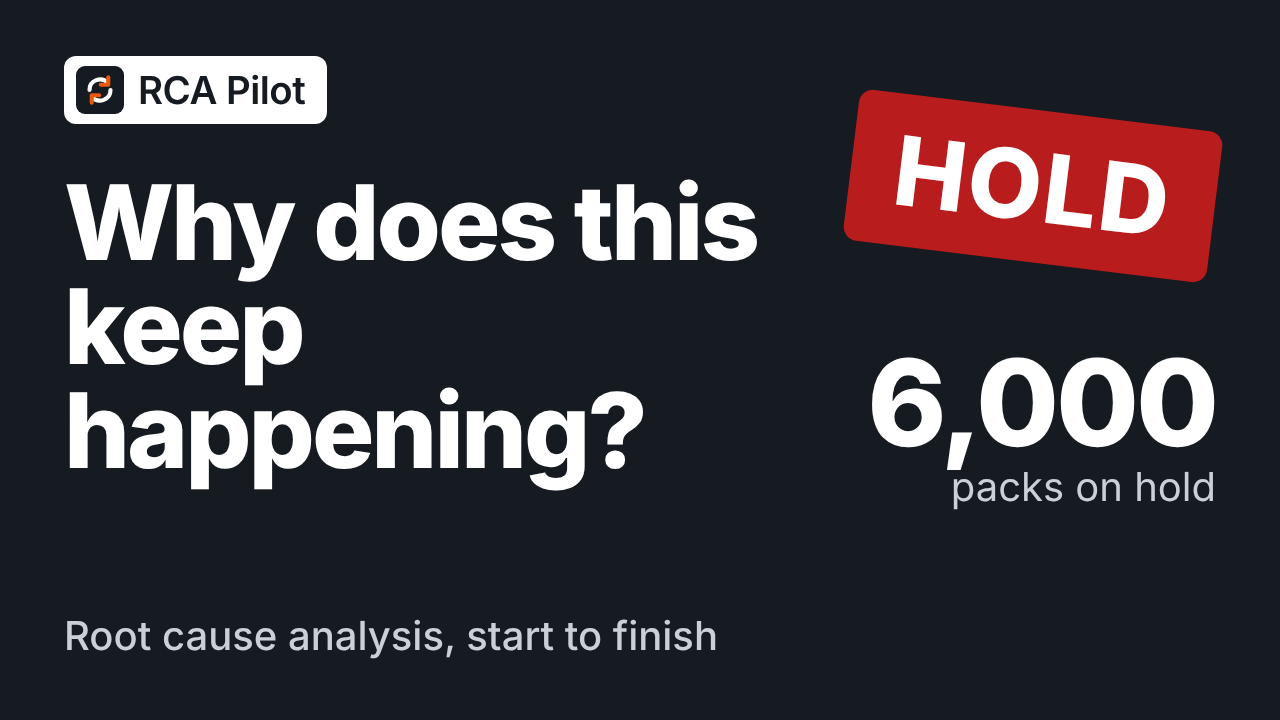 RCA Pilot
Why does this
keep
happening?
HOLD
6,000
packs on hold
Root cause analysis, start to finish